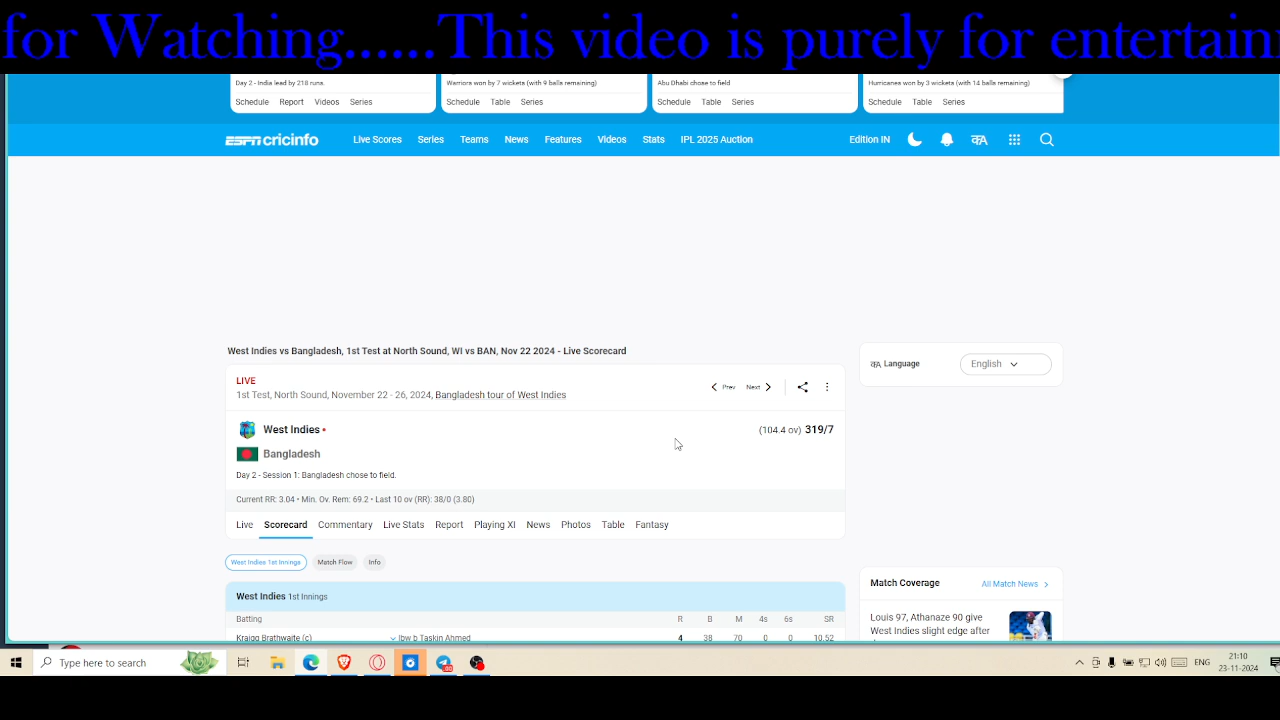 for Watching......This video is purely for entertain
Day 2 - India lead by 218 runs.
Schedule Report Videos Series
Warriors won by 7 wickets (with 9 balls remaining)
Schedule Table Series
Abu Dhabi chose to field
Schedule Table Series
Hurricanes won by 3 wickets (with 14 balls remaining)
Schedule Table Series
ESPN cricinfo Live Scores Series Teams News Features Videos Stats IPL 2025 Auction Edition IN
West Indies vs Bangladesh, 1st Test at North Sound, WI vs BAN, Nov 22 2024 - Live Scorecard
Language English
LIVE
Prev Next
1st Test, North Sound, November 22 - 26, 2024, Bangladesh tour of West Indies
West Indies • (104.4 ov) 319/7
Bangladesh
Day 2 - Session 1: Bangladesh chose to field.
Current RR: 3.04 • Min. Ov. Rem: 69.2 • Last 10 ov (RR): 38/0 (3.80)
Live Scorecard Commentary Live Stats Report Playing XI News Photos Table Fantasy
West Indies 1st Innings Match Flow Info
Match Coverage All Match News
West Indies 1st Innings
Batting R B M 4s 6s SR
Kraigg Brathwaite (c) lbw b Taskin Ahmed 4 38 70 0 0 10.52
Louis 97, Athanaze 90 give
West Indies slight edge after
Type here to search
ENG
21:10
23-11-2024